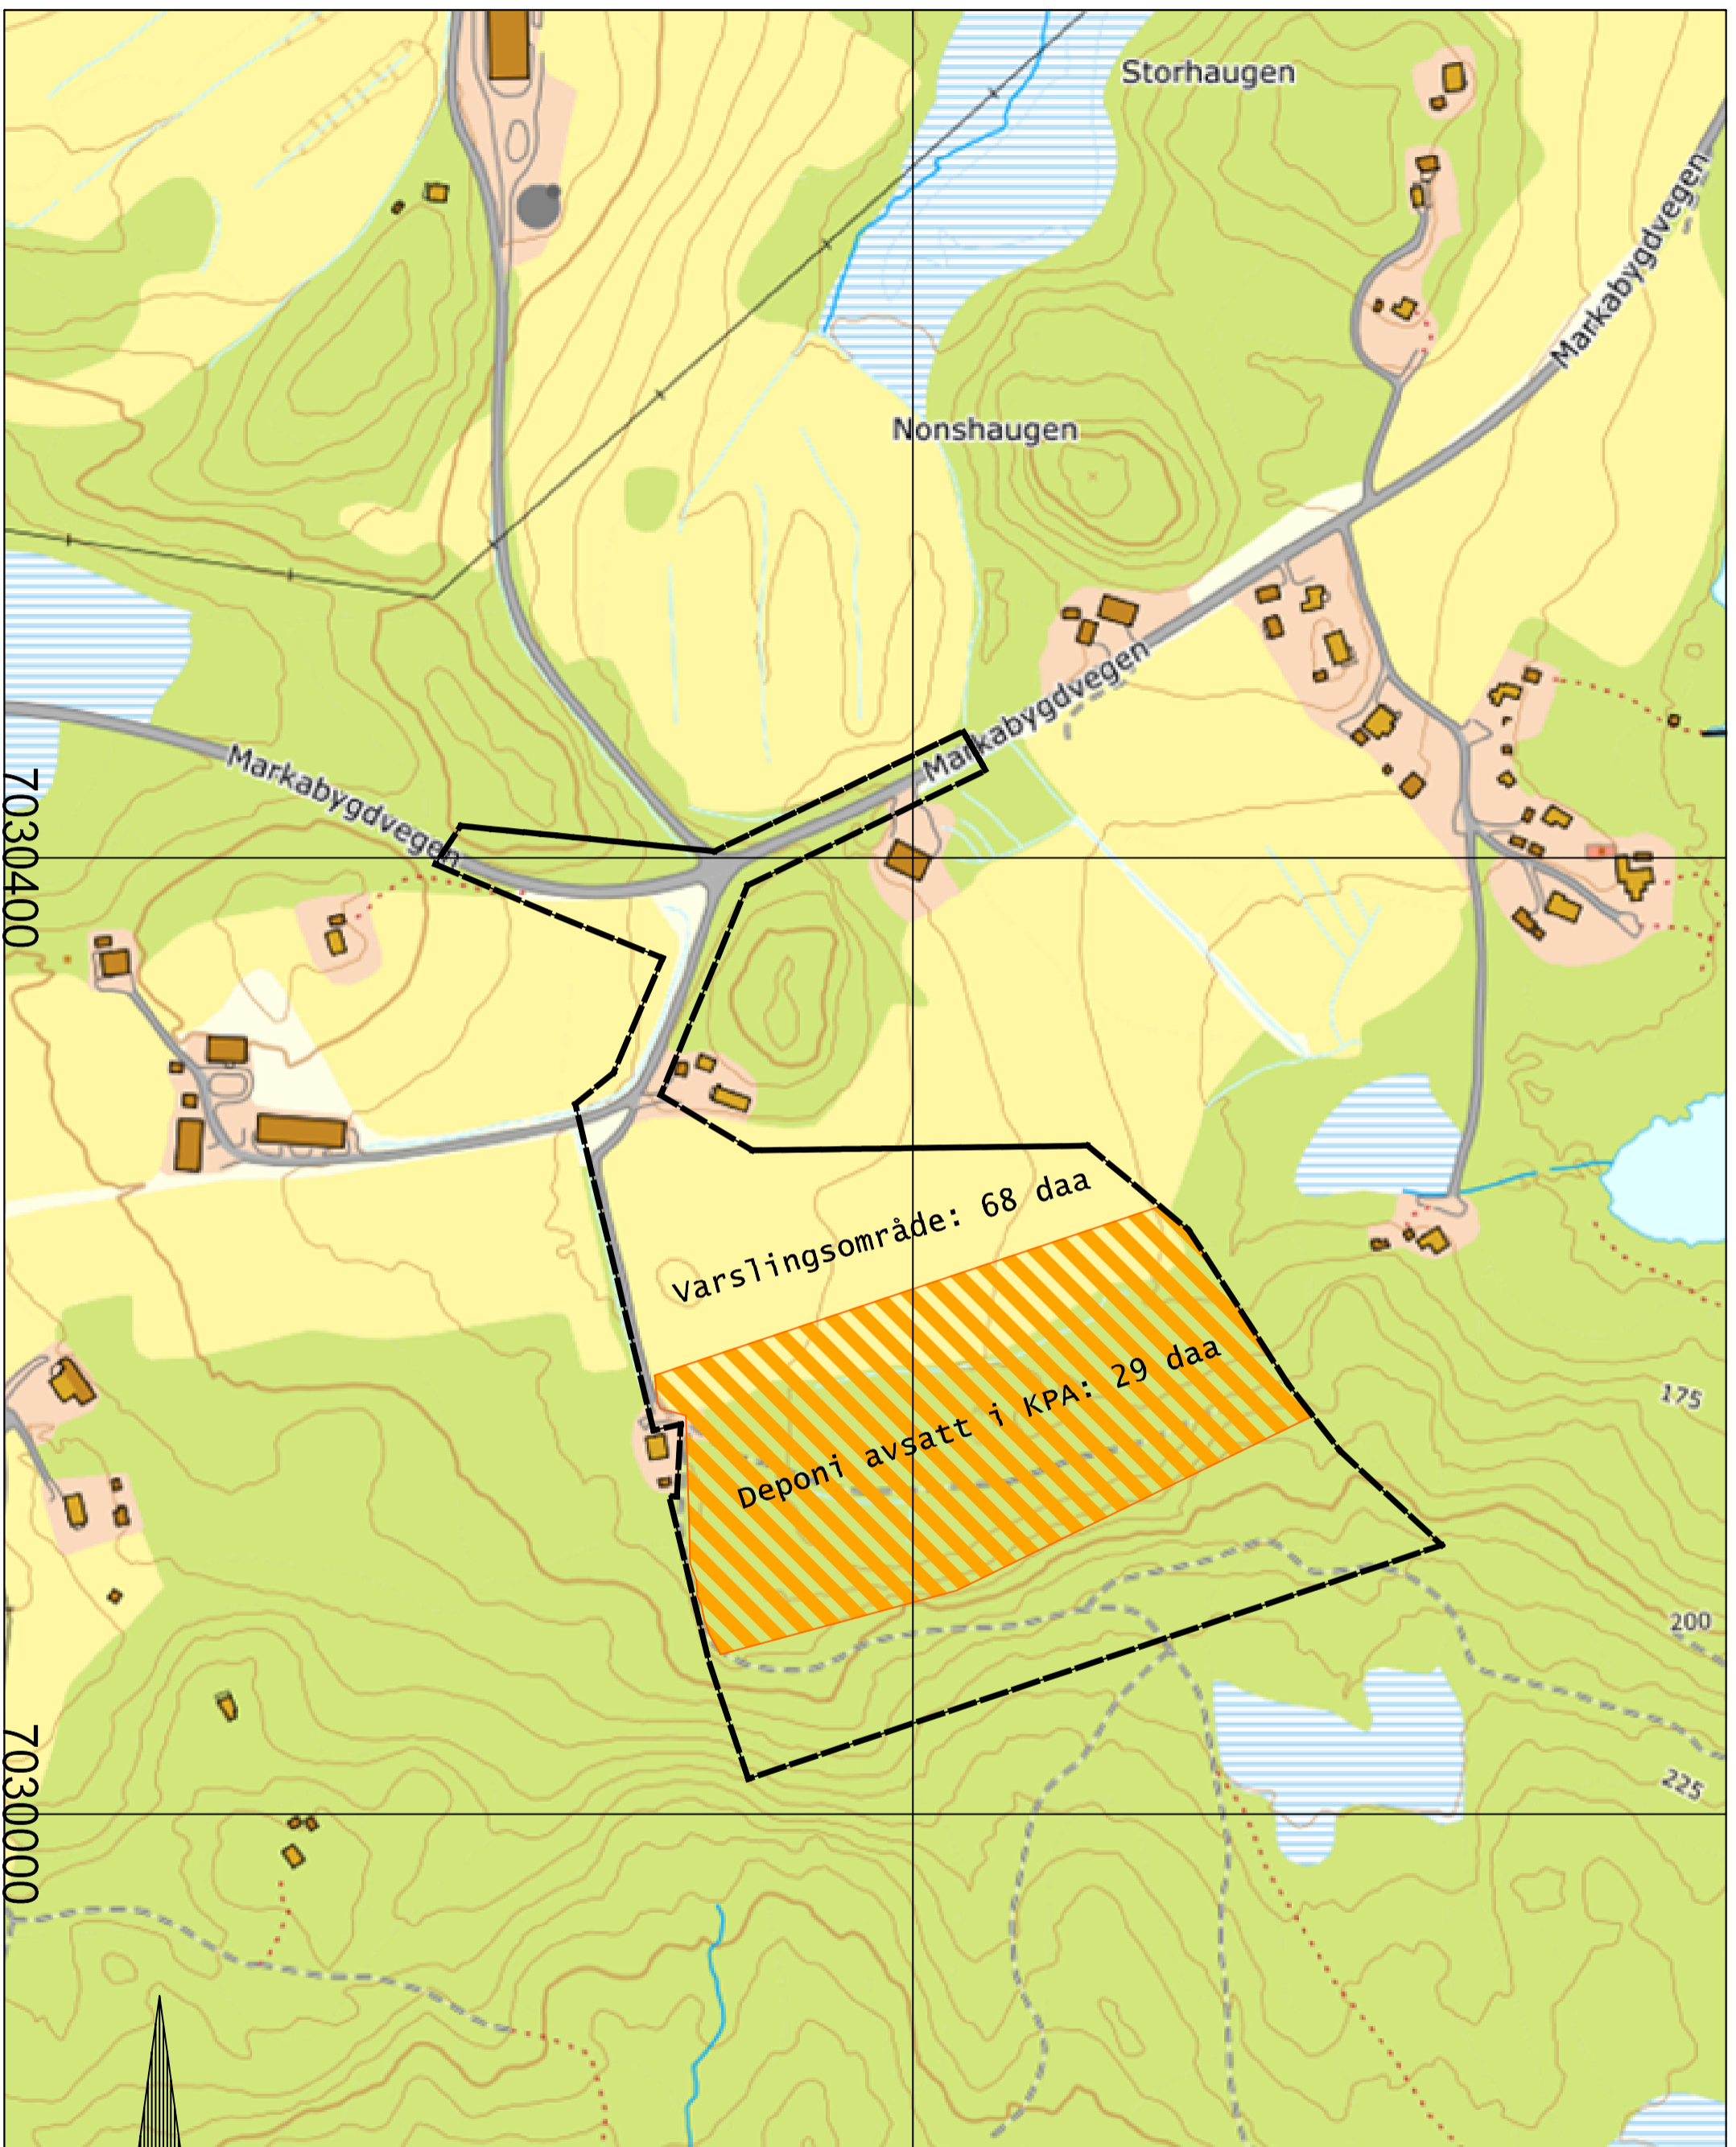 Storhaugen
Markabygdvegen
Nonshaugen
Markabygdvegen
Markabygdvegen
7030400
Varslingsområde: 68 daa
Deponi avsatt i KPA: 29 daa
175
200
225
7030000